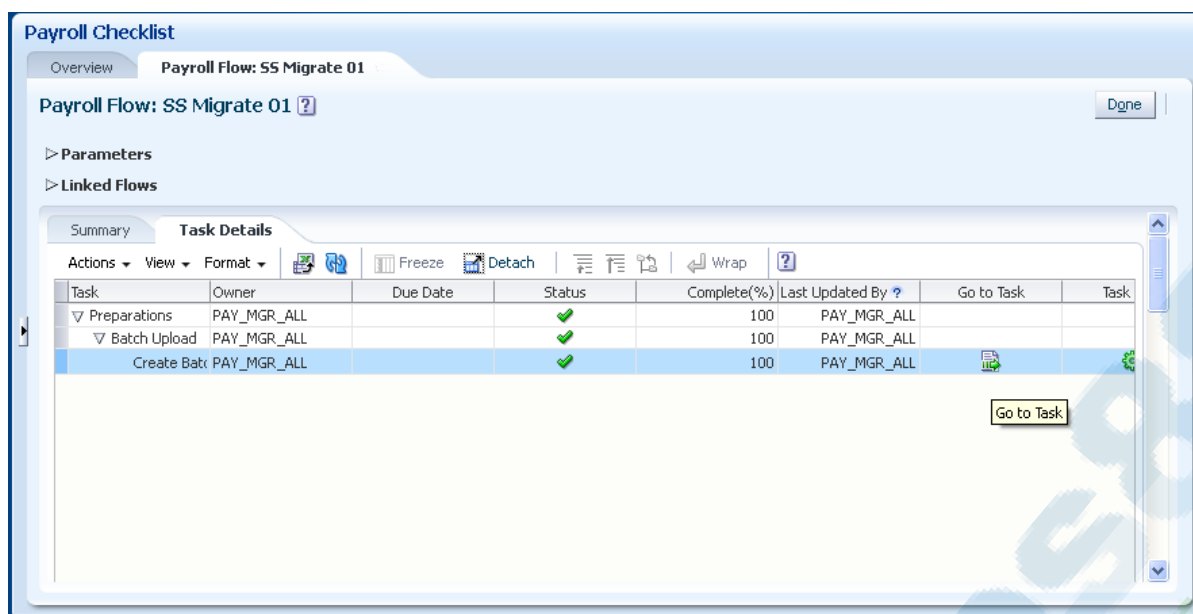 Payroll Checklist
Overview Payroll Flow: SS Migrate 01
Payroll Flow: SS Migrate 01 ? Done
Parameters
Linked Flows
Summary Task Details
Actions View Format Freeze Detach Wrap ?
Task Owner Due Date Status Complete(%) Last Updated By ? Go to Task Task
Preparations PAY_MGR_ALL 100 PAY_MGR_ALL
Batch Upload PAY_MGR_ALL 100 PAY_MGR_ALL
Create Batc PAY_MGR_ALL 100 PAY_MGR_ALL
Go to Task